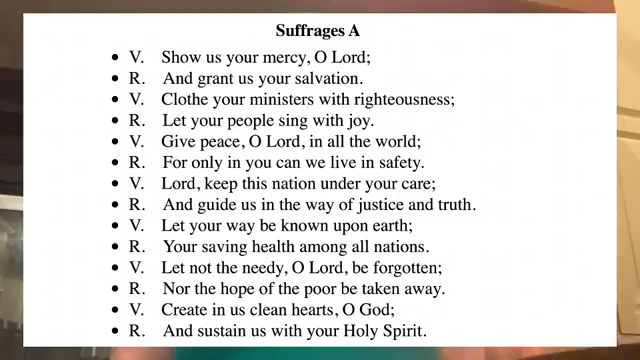 Suffrages A
• V. Show us your mercy, O Lord;
• R. And grant us your salvation.
• V. Clothe your ministers with righteousness;
• R. Let your people sing with joy.
• V. Give peace, O Lord, in all the world;
• R. For only in you can we live in safety.
• V. Lord, keep this nation under your care;
• R. And guide us in the way of justice and truth.
• V. Let your way be known upon earth;
• R. Your saving health among all nations.
• V. Let not the needy, O Lord, be forgotten;
• R. Nor the hope of the poor be taken away.
• V. Create in us clean hearts, O God;
• R. And sustain us with your Holy Spirit.